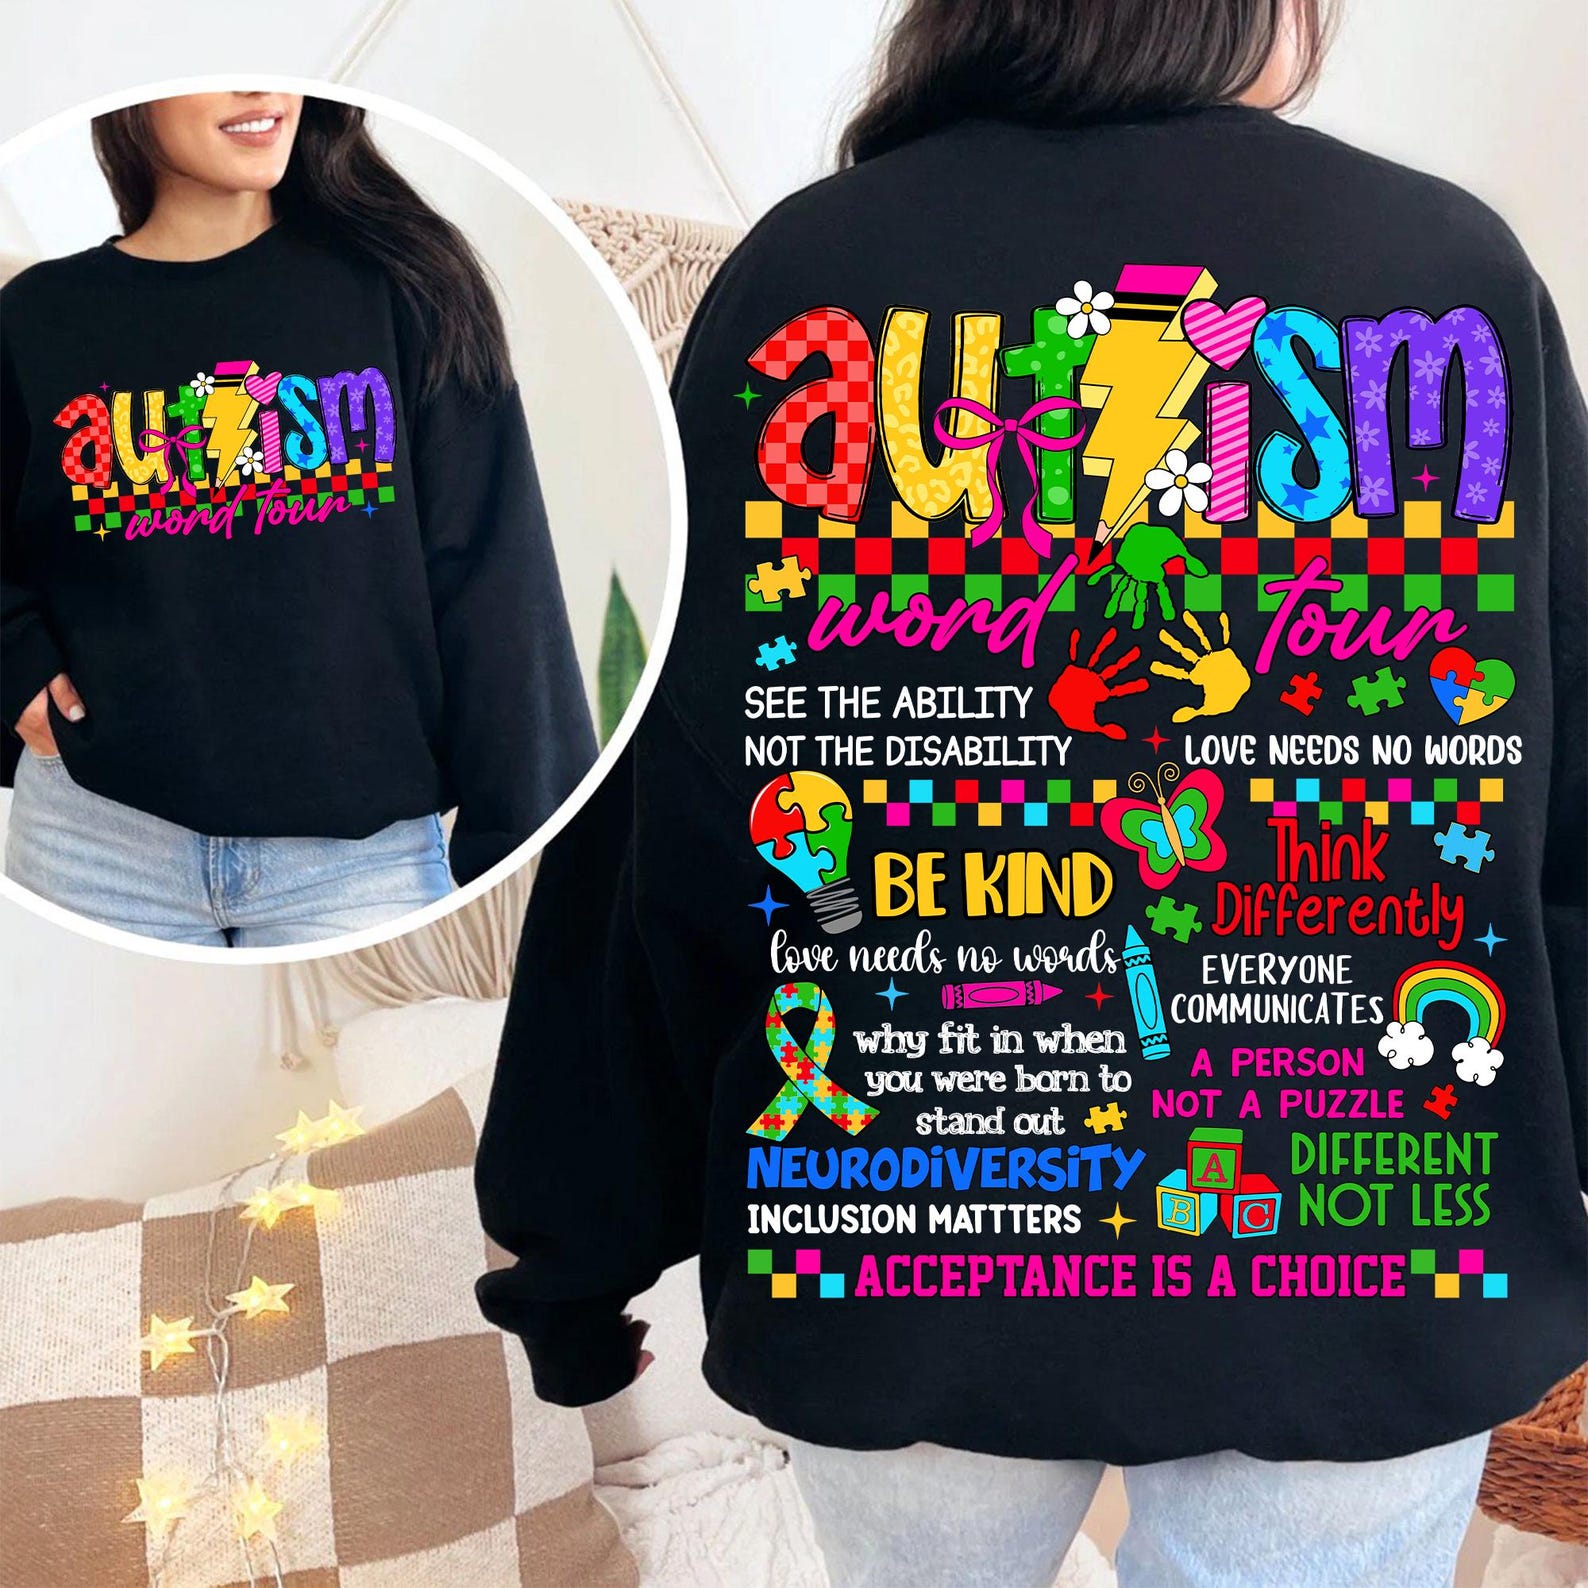 autism
word tour
autism
word tour
SEE THE ABILITY
NOT THE DISABILITY
LOVE NEEDS NO WORDS
BE KIND
Think
Differently
love needs no words
EVERYONE
COMMUNICATES
why fit in when
you were born to
stand out
A PERSON
NOT A PUZZLE
NEURODiVERSiTY
INCLUSION MATTTERS
A
B C
DIFFERENT
NOT LESS
ACCEPTANCE IS A CHOICE